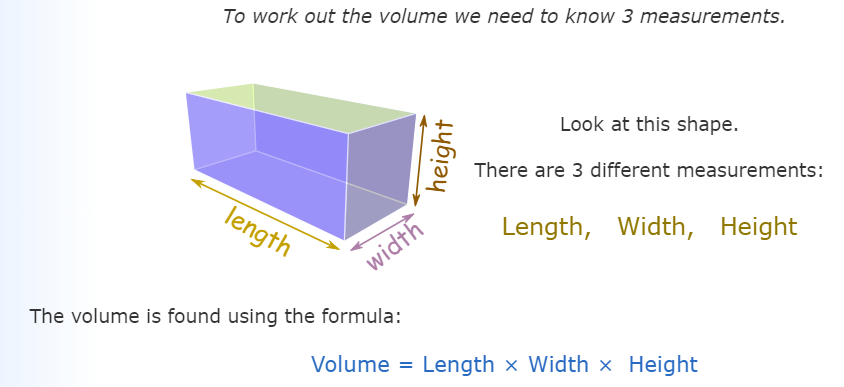 To work out the volume we need to know 3 measurements.
height
Look at this shape.
There are 3 different measurements:
length
width
Length, Width, Height
The volume is found using the formula:
Volume = Length × Width × Height